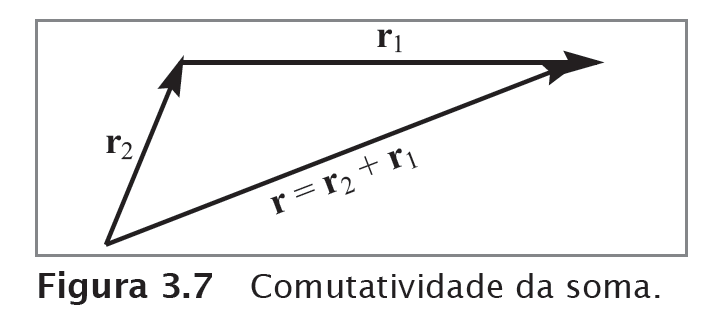 r₁
r₂
r = r₂ + r₁
Figura 3.7 Comutatividade da soma.